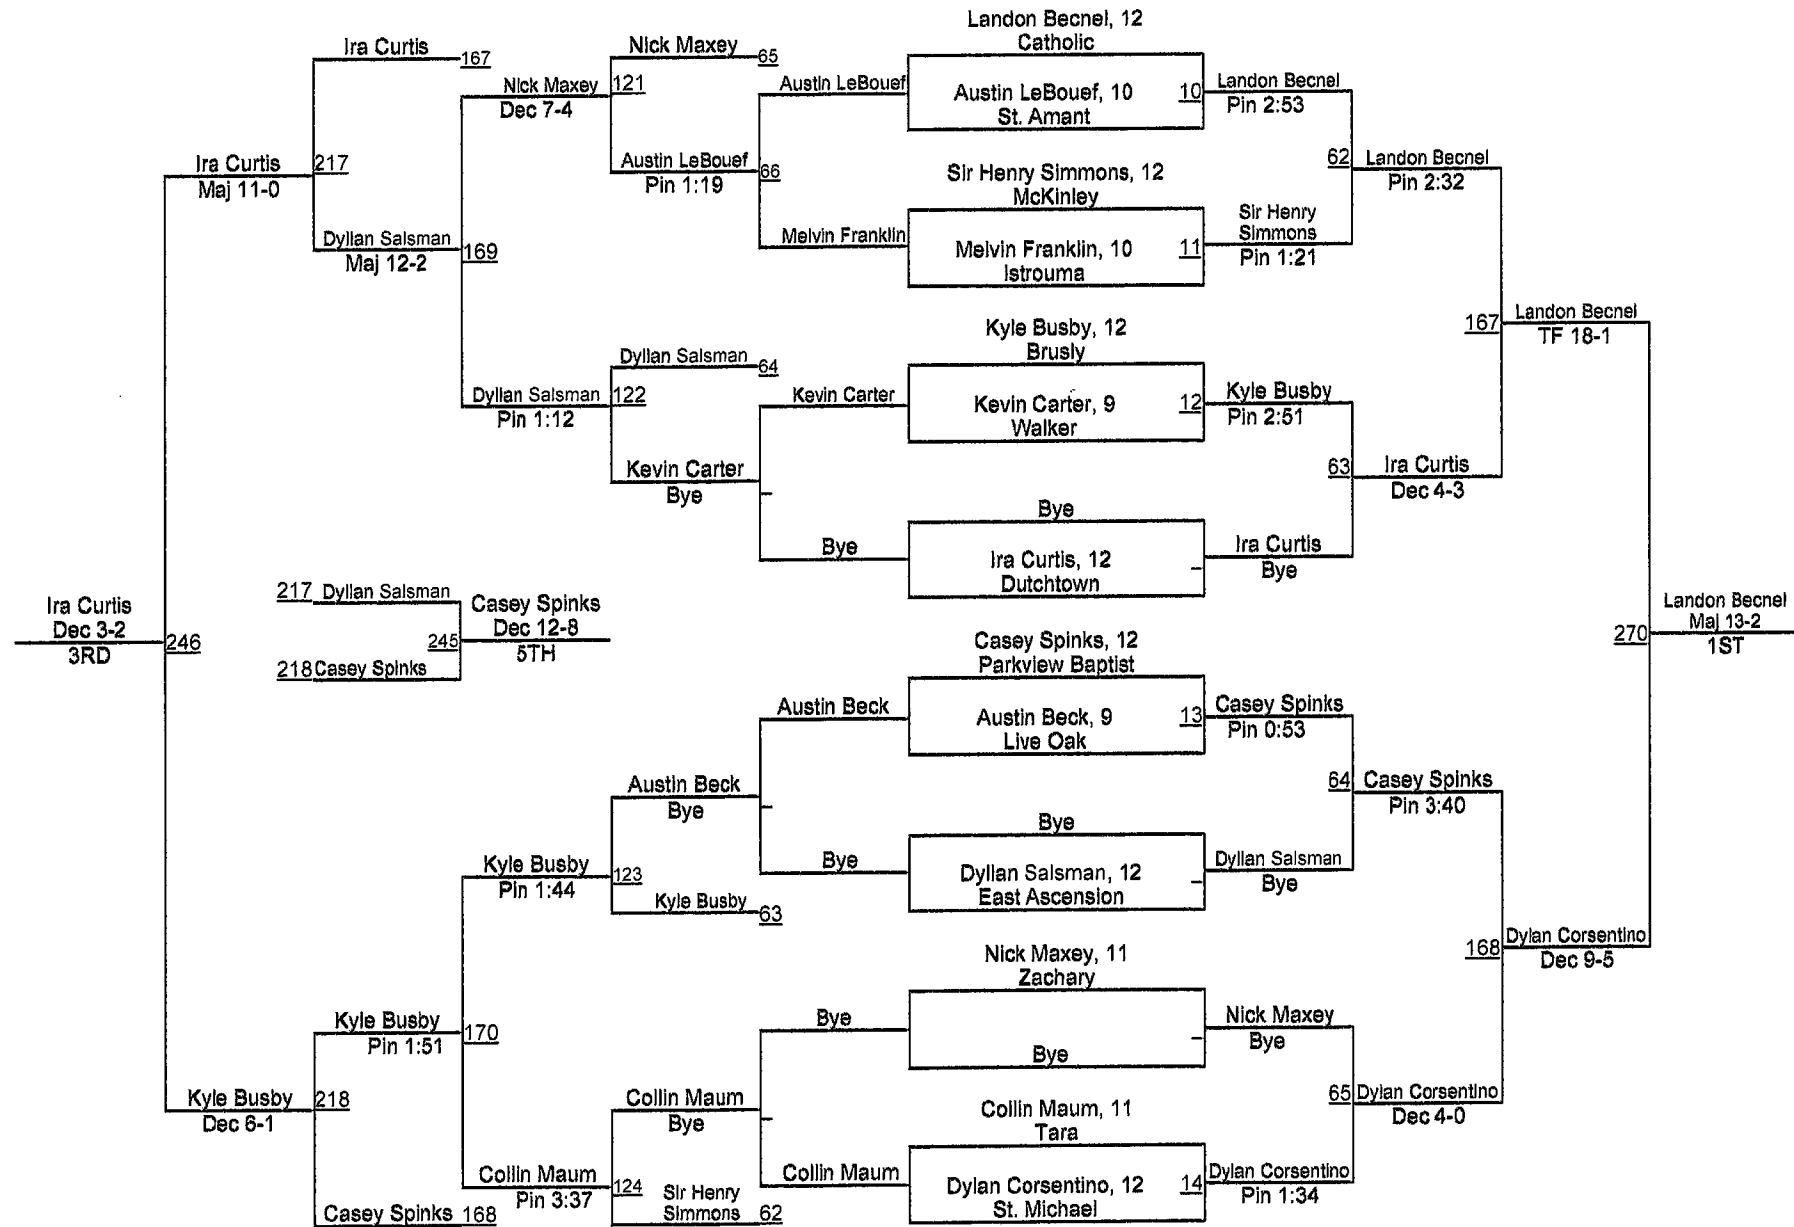 Landon Becnel, 12
Catholic
Ira Curtis
167
Nick Maxey
65
Nick Maxey
121
Dec 7-4
Austin LeBouef
Austin LeBouef, 10
10
St. Amant
Landon Becnel
Pin 2:53
Ira Curtis
217
Maj 11-0
Austin LeBouef
66
Pin 1:19
Sir Henry Simmons, 12
McKinley
62
Landon Becnel
Pin 2:32
Dyllan Salsman
Maj 12-2
169
Melvin Franklin
Melvin Franklin, 10
11
Istrouma
Sir Henry
Simmons
Pin 1:21
Kyle Busby, 12
Brusly
167
Landon Becnel
TF 18-1
Dyllan Salsman
64
Dyllan Salsman
122
Pin 1:12
Kevin Carter
Kevin Carter, 9
12
Walker
Kyle Busby
Pin 2:51
Kevin Carter
Bye
63
Ira Curtis
Dec 4-3
Bye
Bye
Ira Curtis, 12
Dutchtown
Ira Curtis
Bye
217
Dyllan Salsman
Ira Curtis
Dec 3-2
3RD
246
245
Casey Spinks
Dec 12-8
5TH
218
Casey Spinks
Landon Becnel
Maj 13-2
270
1ST
Casey Spinks, 12
Parkview Baptist
Austin Beck
Austin Beck, 9
13
Live Oak
Casey Spinks
Pin 0:53
Austin Beck
Bye
64
Casey Spinks
Pin 3:40
Bye
Bye
Dyllan Salsman, 12
East Ascension
Dyllan Salsman
Bye
Kyle Busby
Pin 1:44
123
Kyle Busby
63
Nick Maxey, 11
Zachary
168
Dylan Corsentino
Dec 9-5
Kyle Busby
Pin 1:51
170
Bye
Bye
Nick Maxey
Bye
Kyle Busby
218
Dec 6-1
Collin Maum
Bye
Collin Maum, 11
Tara
65
Dylan Corsentino
Dec 4-0
Collin Maum
Pin 3:37
124
Collin Maum
Dylan Corsentino, 12
14
St. Michael
Dylan Corsentino
Pin 1:34
Casey Spinks
168
Sir Henry
Simmons
62